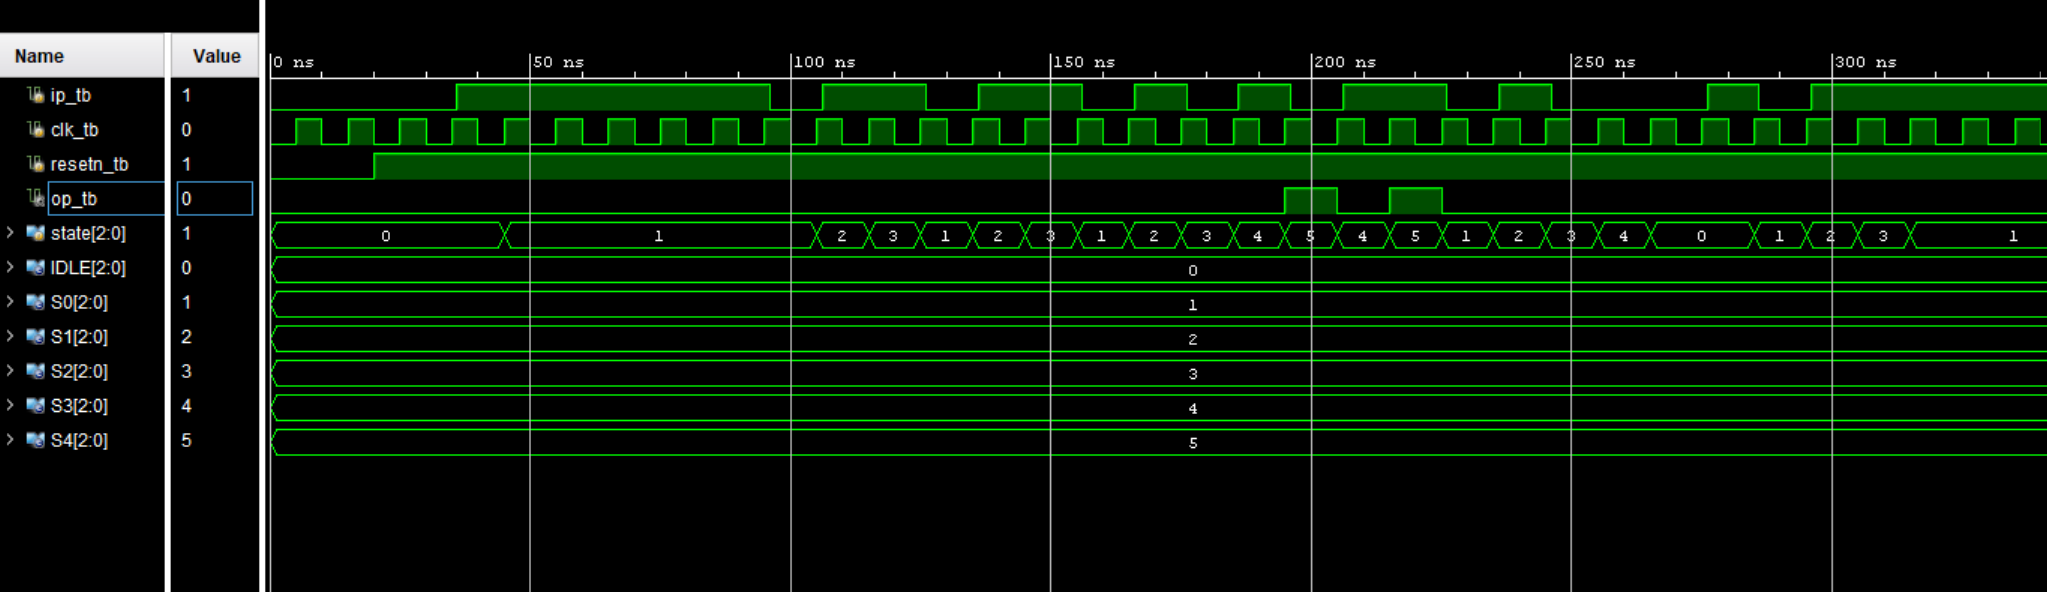 Name Value
0 ns 50 ns 100 ns 150 ns 200 ns 250 ns 300 ns
ip_tb 1
clk_tb 0
resetn_tb 1
op_tb 0
state[2:0] 1 0 1 2 3 1 2 3 1 2 3 4 5 4 5 1 2 3 4 0 1 2 3 1
IDLE[2:0] 0 0
S0[2:0] 1 1
S1[2:0] 2 2
S2[2:0] 3 3
S3[2:0] 4 4
S4[2:0] 5 5